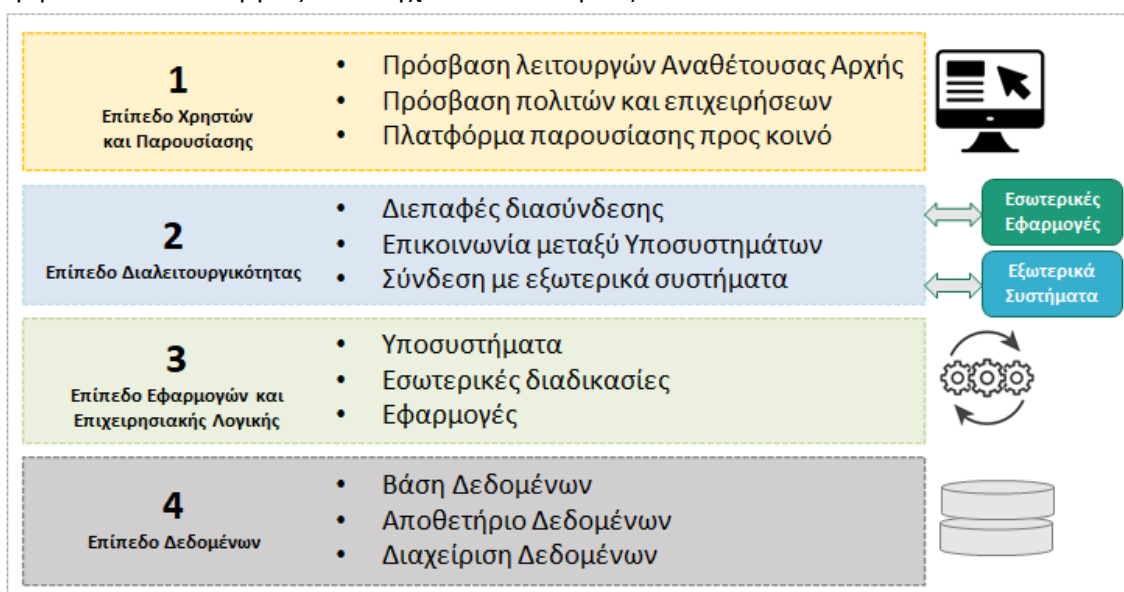 1
Επίπεδο Χρηστών
και Παρουσίασης
• Πρόσβαση λειτουργών Αναθέτουσας Αρχής
• Πρόσβαση πολιτών και επιχειρήσεων
• Πλατφόρμα παρουσίασης προς κοινό
2
Επίπεδο Διαλειτουργικότητας
• Διεπαφές διασύνδεσης
• Επικοινωνία μεταξύ Υποσυστημάτων
• Σύνδεση με εξωτερικά συστήματα
Εσωτερικές
Εφαρμογές
Εξωτερικά
Συστήματα
3
Επίπεδο Εφαρμογών και
Επιχειρησιακής Λογικής
• Υποσυστήματα
• Εσωτερικές διαδικασίες
• Εφαρμογές
4
Επίπεδο Δεδομένων
• Βάση Δεδομένων
• Αποθετήριο Δεδομένων
• Διαχείριση Δεδομένων